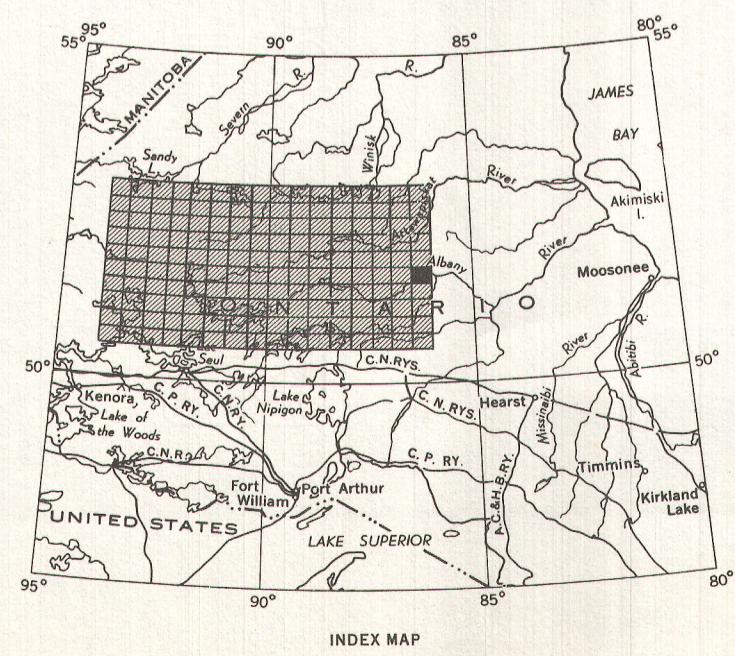 95°
90°
85°
80°
55°
55°
MANITOBA
Severn
R.
R.
Winisk
JAMES
BAY
Sandy
L.
River
Attawapiskat
Akimiski
I.
River
Albany
Moosonee
O N T A R I O
River
Abitibi R.
Lac
Seul
50°
50°
C.N.RYS.
Kenora
C. P. RY.
C.N.RY.
Lake
Nipigon
C. N. RYS.
Hearst
Missinaibi
Lake of
the Woods
C.N.R.
C. P. RY.
Timmins
Fort
William
Port Arthur
A.C.&H.B.RY.
Kirkland
Lake
UNITED STATES
LAKE SUPERIOR
95°
90°
85°
80°
INDEX MAP